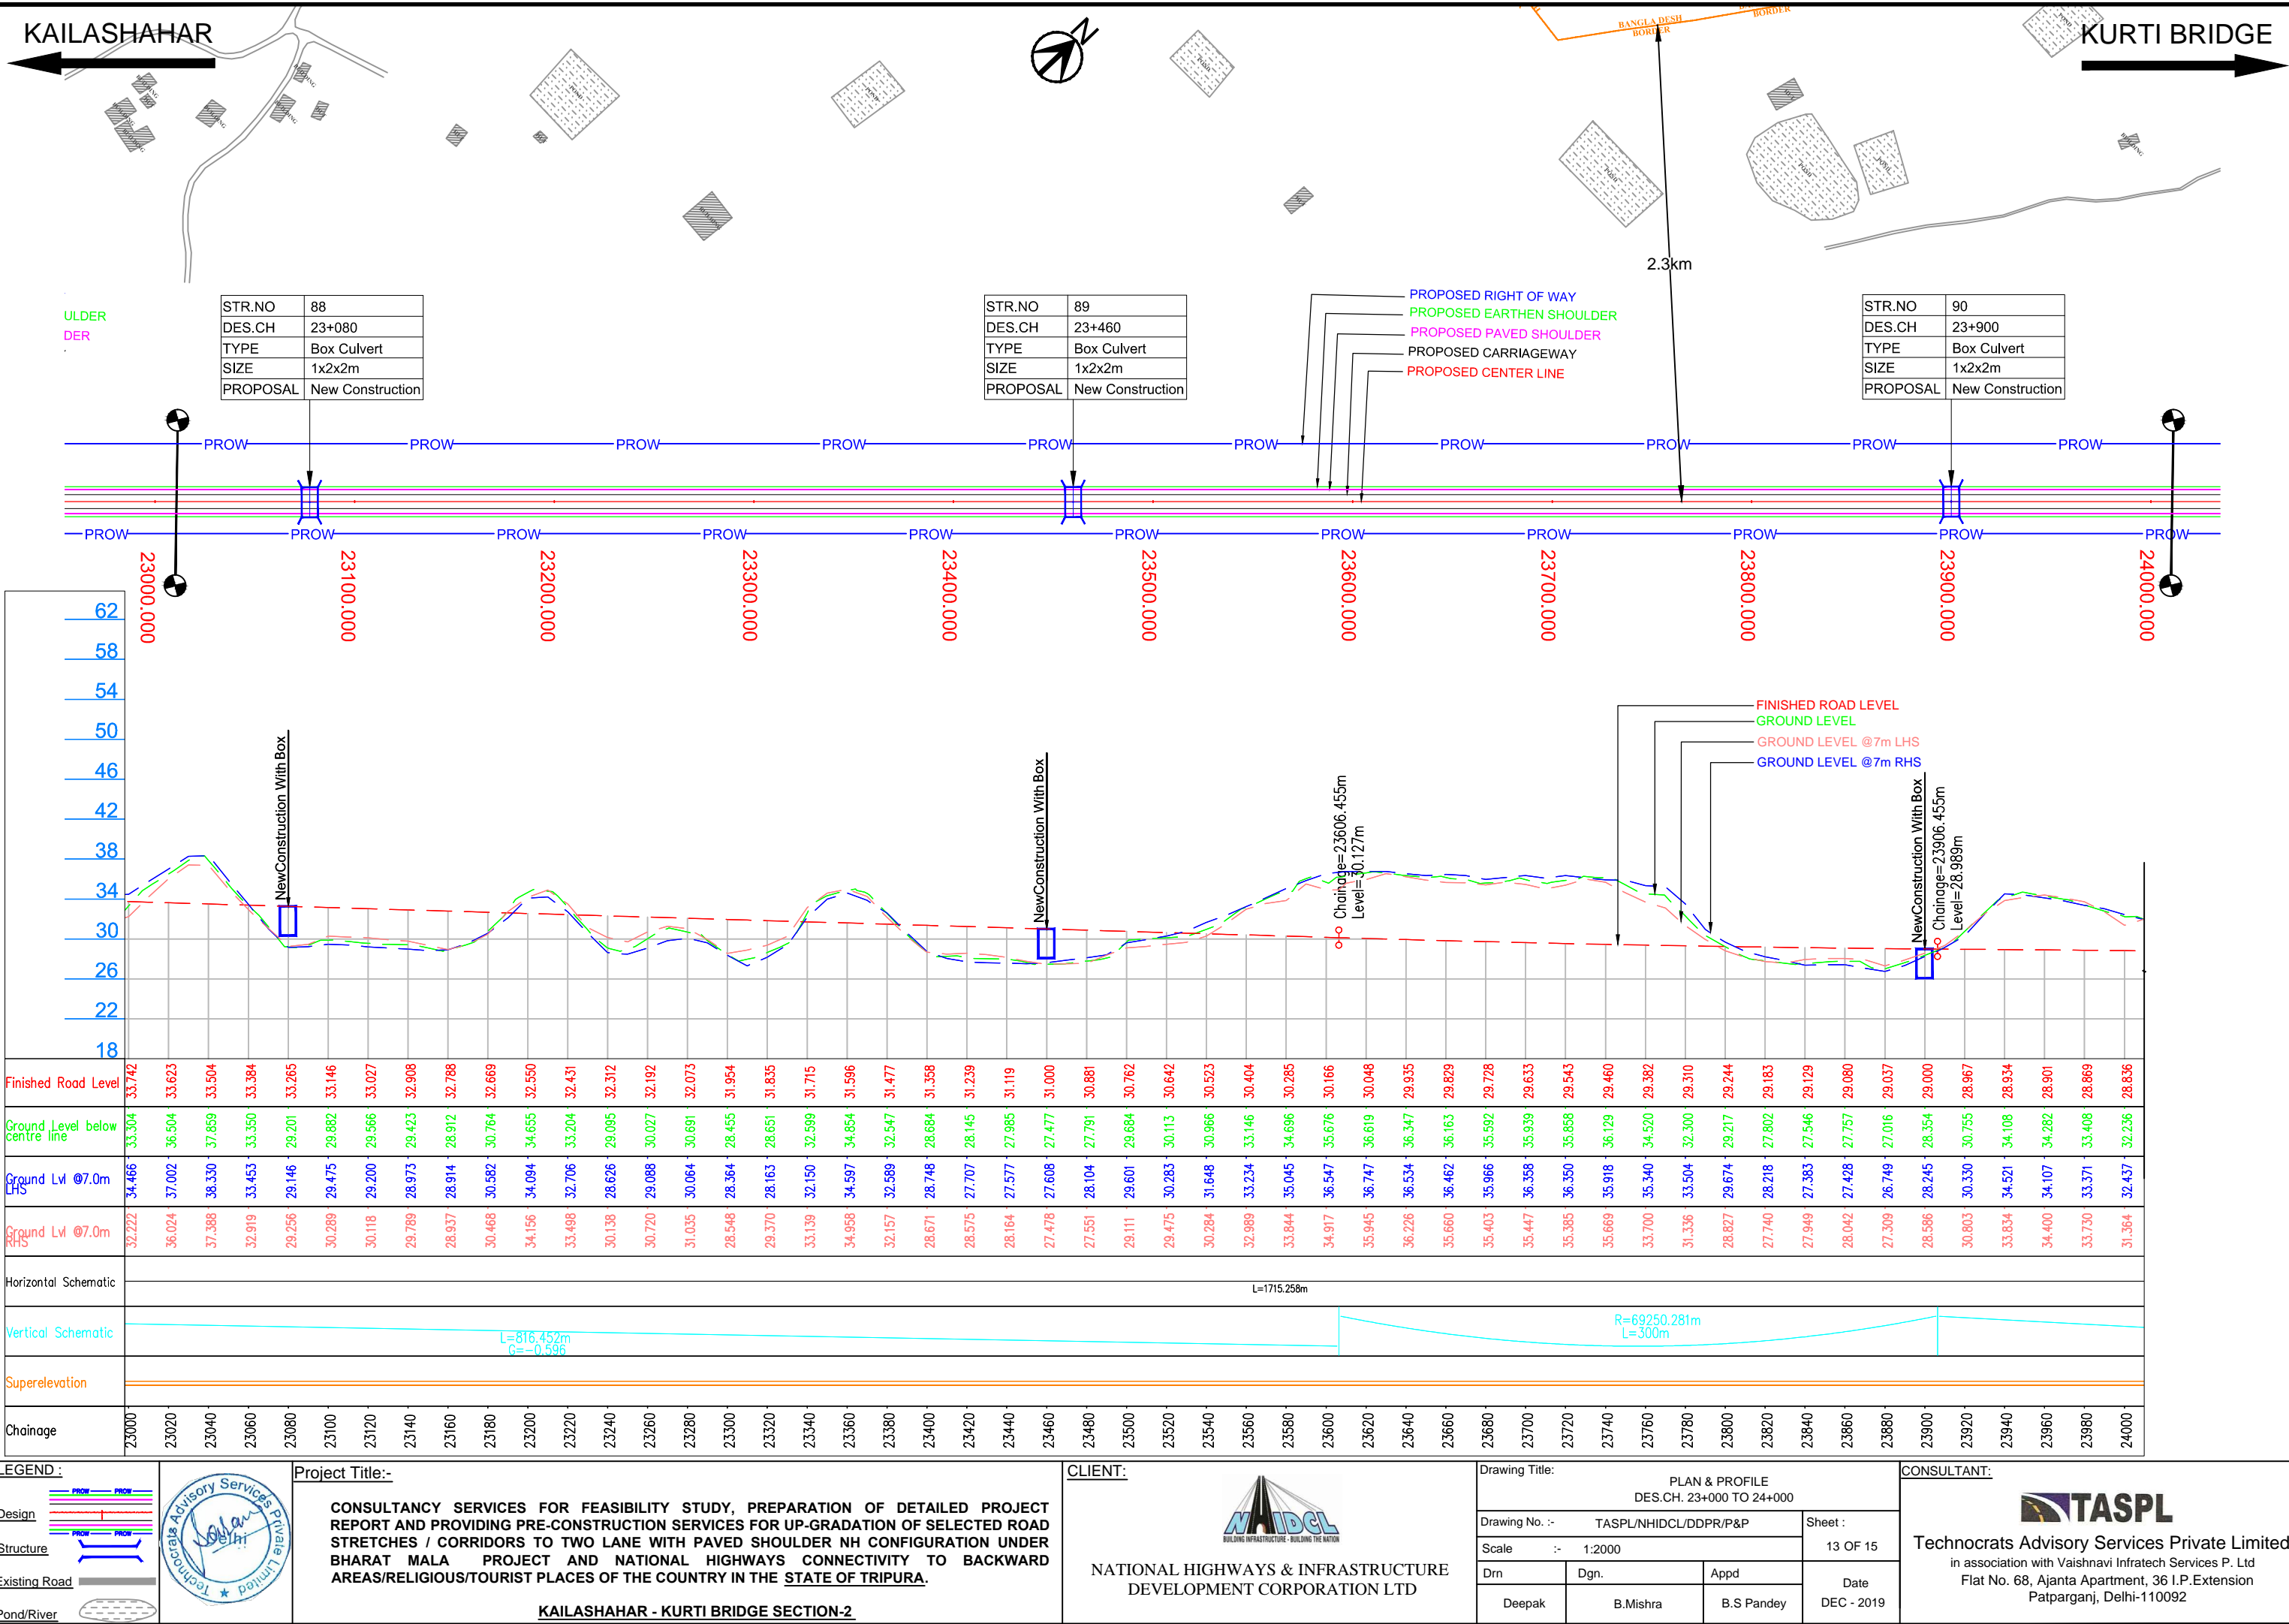 KAILASHAHAR
KURTI BRIDGE
N
BANGLA DESH
BORDER
BORDER
2.3km
ULDER
DER
STR.NO 88
DES.CH 23+080
TYPE Box Culvert
SIZE 1x2x2m
PROPOSAL New Construction
STR.NO 89
DES.CH 23+460
TYPE Box Culvert
SIZE 1x2x2m
PROPOSAL New Construction
PROPOSED RIGHT OF WAY
PROPOSED EARTHEN SHOULDER
PROPOSED PAVED SHOULDER
PROPOSED CARRIAGEWAY
PROPOSED CENTER LINE
STR.NO 90
DES.CH 23+900
TYPE Box Culvert
SIZE 1x2x2m
PROPOSAL New Construction
PROW PROW PROW PROW PROW PROW PROW PROW PROW PROW
PROW PROW PROW PROW PROW PROW PROW PROW PROW PROW PROW
23000.000 23100.000 23200.000 23300.000 23400.000 23500.000 23600.000 23700.000 23800.000 23900.000 24000.000
62
58
54
50
46
42
38
34
30
26
22
18
NewConstruction With Box
NewConstruction With Box
Chainage=23606.455m
Level=30.127m
FINISHED ROAD LEVEL
GROUND LEVEL
GROUND LEVEL @7m LHS
GROUND LEVEL @7m RHS
NewConstruction With Box
Chainage=23906.455m
Level=28.989m
Finished Road Level 33.742 33.623 33.504 33.384 33.265 33.146 33.027 32.908 32.788 32.669 32.550 32.431 32.312 32.192 32.073 31.954 31.835 31.715 31.596 31.477 31.358 31.239 31.119 31.000 30.881 30.762 30.642 30.523 30.404 30.285 30.166 30.048 29.935 29.829 29.728 29.633 29.543 29.460 29.382 29.310 29.244 29.183 29.129 29.080 29.037 29.000 28.967 28.934 28.901 28.869 28.836
Ground Level below centre line 33.304 36.504 37.859 33.350 29.201 29.882 29.566 29.423 28.912 30.764 34.655 33.204 29.095 30.027 30.691 28.455 28.651 32.599 34.854 32.547 28.684 28.145 27.985 27.477 27.791 29.684 30.113 30.966 33.146 34.696 35.676 36.619 36.347 36.163 35.592 35.939 35.858 36.129 34.520 32.300 29.217 27.802 27.546 27.757 27.016 28.354 30.755 34.108 34.282 33.408 32.236
Ground Lvl @7.0m LHS 34.466 37.002 38.330 33.453 29.146 29.475 29.200 28.973 28.914 30.582 34.094 32.706 28.626 29.088 30.064 28.364 28.163 32.150 34.597 32.589 28.748 27.707 27.577 27.608 28.104 29.601 30.283 31.648 33.234 35.045 36.547 36.747 36.534 36.462 35.966 36.358 36.350 35.918 35.340 33.504 29.674 28.218 27.383 27.428 26.749 28.245 30.330 34.521 34.107 33.371 32.437
Ground Lvl @7.0m RHS 32.222 36.024 37.388 32.919 29.256 30.289 30.118 29.789 28.937 30.468 34.156 33.498 30.138 30.720 31.035 28.548 29.370 33.139 34.958 32.157 28.671 28.575 28.164 27.478 27.551 29.111 29.475 30.284 32.989 33.844 34.917 35.945 36.226 35.660 35.403 35.447 35.385 35.669 33.700 31.336 28.827 27.740 27.949 28.042 27.309 28.586 30.803 33.834 34.400 33.730 31.364
Horizontal Schematic L=1715.258m
Vertical Schematic
L=816.452m
G=-0.596
R=69250.281m
L=300m
Superelevation
Chainage 23000 23020 23040 23060 23080 23100 23120 23140 23160 23180 23200 23220 23240 23260 23280 23300 23320 23340 23360 23380 23400 23420 23440 23460 23480 23500 23520 23540 23560 23580 23600 23620 23640 23660 23680 23700 23720 23740 23760 23780 23800 23820 23840 23860 23880 23900 23920 23940 23960 23980 24000
LEGEND :
PROW PROW
Design
PROW PROW
Structure
Existing Road
Pond/River
Technocrats Advisory Services Private Limited
Delhi
Project Title:-
CONSULTANCY SERVICES FOR FEASIBILITY STUDY, PREPARATION OF DETAILED PROJECT
REPORT AND PROVIDING PRE-CONSTRUCTION SERVICES FOR UP-GRADATION OF SELECTED ROAD
STRETCHES / CORRIDORS TO TWO LANE WITH PAVED SHOULDER NH CONFIGURATION UNDER
BHARAT MALA PROJECT AND NATIONAL HIGHWAYS CONNECTIVITY TO BACKWARD
AREAS/RELIGIOUS/TOURIST PLACES OF THE COUNTRY IN THE STATE OF TRIPURA.
KAILASHAHAR - KURTI BRIDGE SECTION-2
CLIENT:
NHIDCL
BUILDING INFRASTRUCTURE - BUILDING THE NATION
NATIONAL HIGHWAYS & INFRASTRUCTURE
DEVELOPMENT CORPORATION LTD
Drawing Title:
PLAN & PROFILE
DES.CH. 23+000 TO 24+000
Drawing No. :- TASPL/NHIDCL/DDPR/P&P
Sheet :
13 OF 15
Scale :- 1:2000
Drn Dgn. Appd
Deepak B.Mishra B.S Pandey
Date
DEC - 2019
CONSULTANT:
TASPL
Technocrats Advisory Services Private Limited
in association with Vaishnavi Infratech Services P. Ltd
Flat No. 68, Ajanta Apartment, 36 I.P.Extension
Patparganj, Delhi-110092